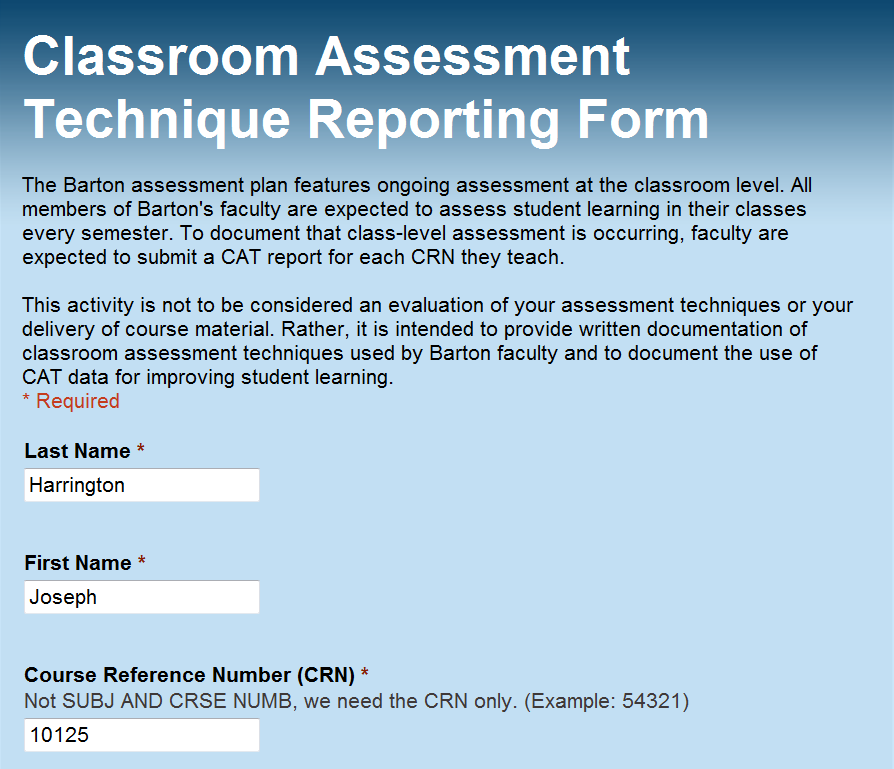 Classroom Assessment
Technique Reporting Form
The Barton assessment plan features ongoing assessment at the classroom level. All
members of Barton's faculty are expected to assess student learning in their classes
every semester. To document that class-level assessment is occurring, faculty are
expected to submit a CAT report for each CRN they teach.
This activity is not to be considered an evaluation of your assessment techniques or your
delivery of course material. Rather, it is intended to provide written documentation of
classroom assessment techniques used by Barton faculty and to document the use of
CAT data for improving student learning.
* Required
Last Name *
Harrington
First Name *
Joseph
Course Reference Number (CRN) *
Not SUBJ AND CRSE NUMB, we need the CRN only. (Example: 54321)
10125